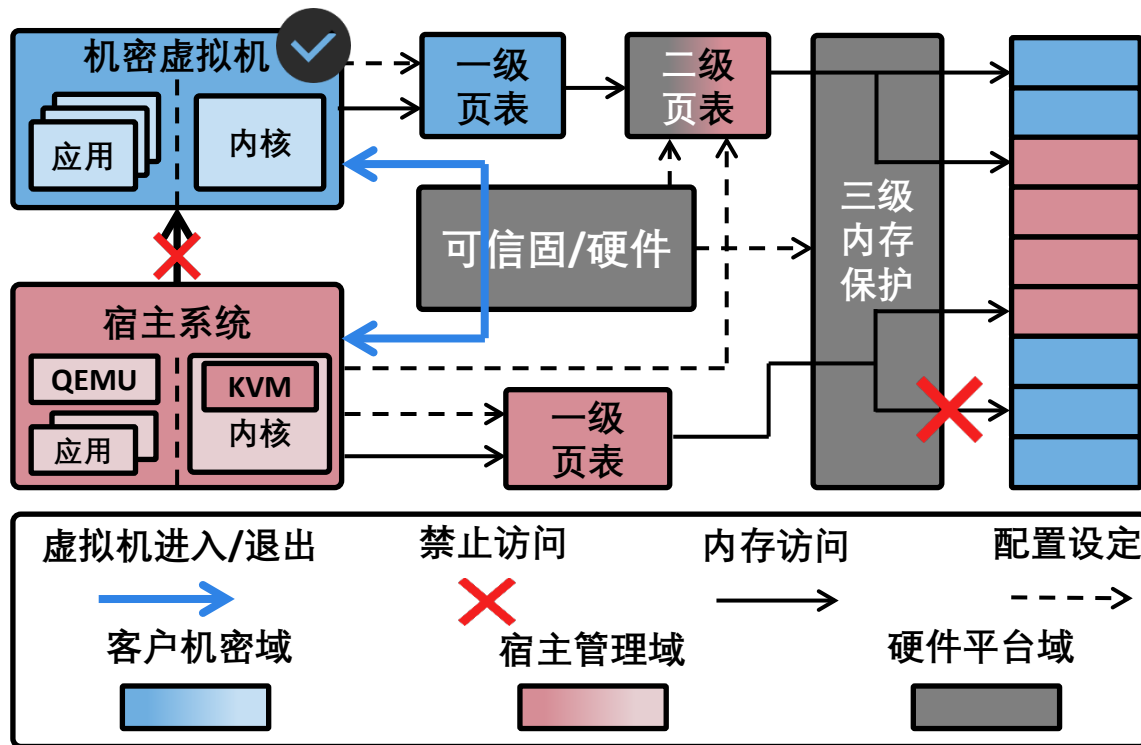 机密虚拟机
应用
内核
一级
页表
二级
页表
可信固/硬件
三级
内存
保护
宿主系统
QEMU
KVM
内核
应用
一级
页表
虚拟机进入/退出
禁止访问
内存访问
配置设定
客户机密域
宿主管理域
硬件平台域